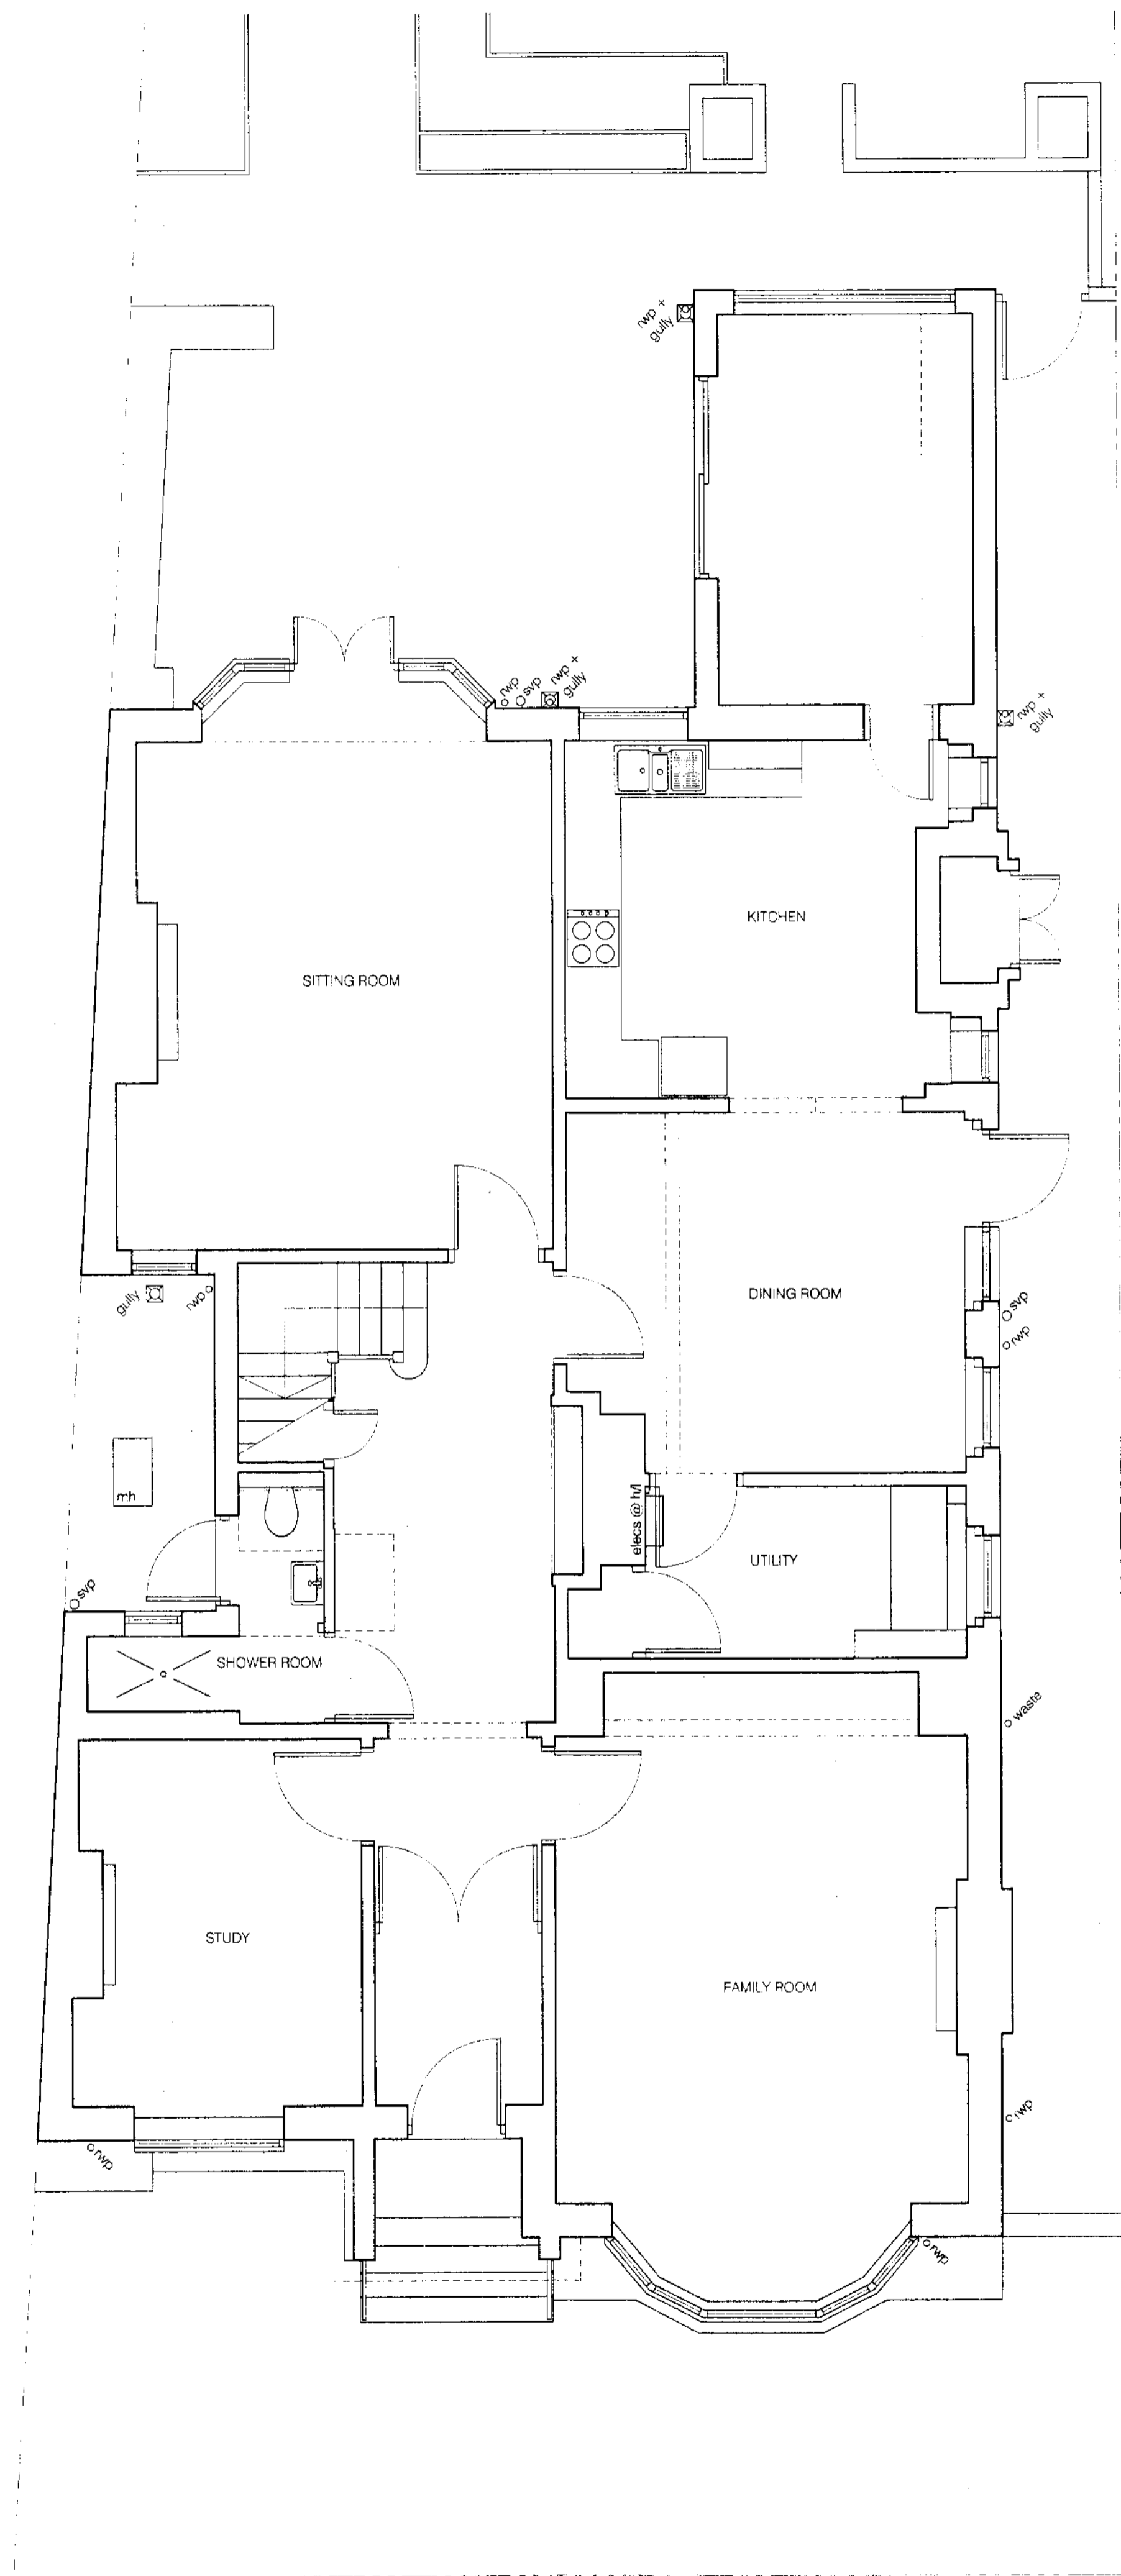 rwp +
gully
rwp
svp
rwp +
gully
rwp +
gully
KITCHEN
SITTING ROOM
DINING ROOM
gully
rwp
svp
rwp
mh
elecs @ h/l
UTILITY
svp
SHOWER ROOM
waste
STUDY
FAMILY ROOM
rwp
rwp
rwp